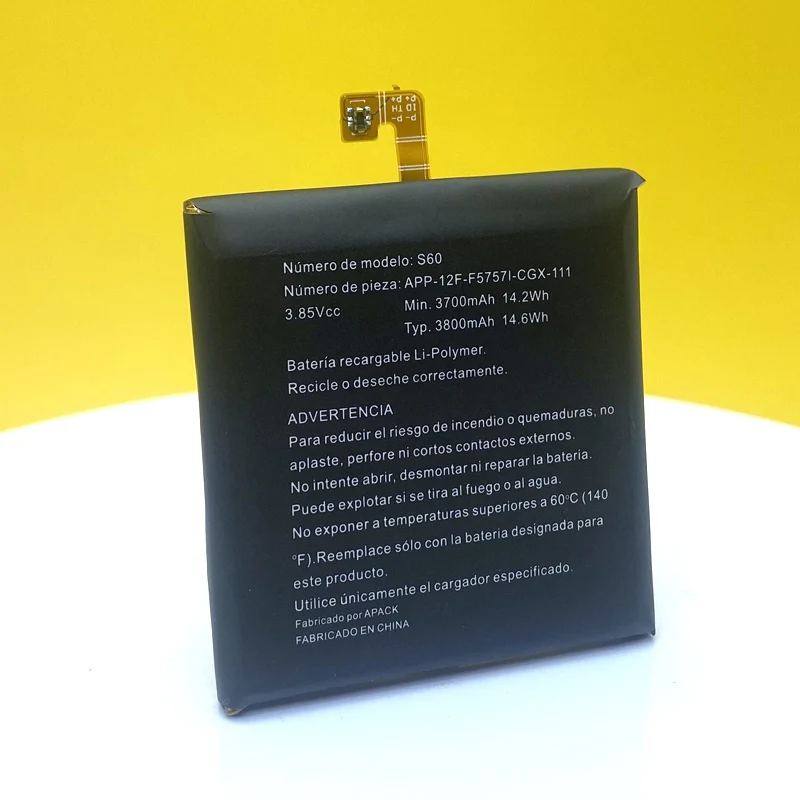 P- P-
IO TH
P+ P+
Número de modelo: S60
Número de pieza: APP-12F-F5757I-CGX-111
3.85Vcc Min. 3700mAh 14.2Wh
Typ. 3800mAh 14.6Wh
Batería recargable Li-Polymer.
Recicle o deseche correctamente.
ADVERTENCIA
Para reducir el riesgo de incendio o quemaduras, no
aplaste, perfore ni cortos contactos externos.
No intente abrir, desmontar ni reparar la batería.
Puede explotar si se tira al fuego o al agua.
No exponer a temperaturas superiores a 60°C (140
°F).Reemplace sólo con la bateria designada para
este producto.
Utilice únicamente el cargador especificado.
Fabricado por APACK
FABRICADO EN CHINA